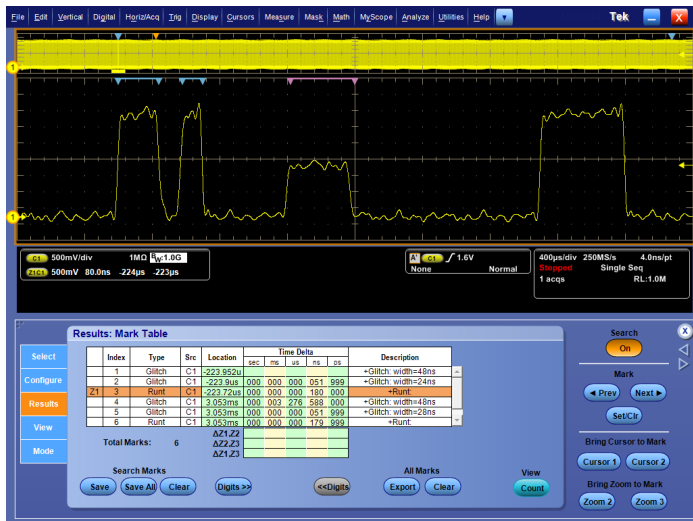 File Edit Vertical Digital Horiz/Acq Trig Display Cursors Measure Mask Math MyScope Analyze Utilities Help Tek X
1
1
C1 500mV/div 1MΩ BW:1.0G
Z1C1 500mV 80.0ns -224µs -223µs
A' C1 1.6V
None Normal
400µs/div 250MS/s 4.0ns/pt
Stopped Single Seq
1 acqs RL:1.0M
Results: Mark Table
Select
Configure
Results
View
Mode
Index Type Src Location Time Delta Description
sec ms us ns ps
1 Glitch C1 -223.952u +Glitch: width=48ns
2 Glitch C1 -223.9us 000 000 000 051 999 +Glitch: width=24ns
Z1 3 Runt C1 -223.72us 000 000 000 180 000 +Runt:
4 Glitch C1 3.053ms 000 003 276 588 000 +Glitch: width=48ns
5 Glitch C1 3.053ms 000 000 000 051 999 +Glitch: width=28ns
6 Runt C1 3.053ms 000 000 000 179 999 +Runt:
Total Marks: 6
ΔZ1.Z2
ΔZ2.Z3
ΔZ1.Z3
Search Marks
Save Save All Clear Digits >> <<Digits
All Marks
Export Clear
View
Count
Search
On
X
Mark
Prev Next
Set/Clr
Bring Cursor to Mark
Cursor 1 Cursor 2
Bring Zoom to Mark
Zoom 2 Zoom 3